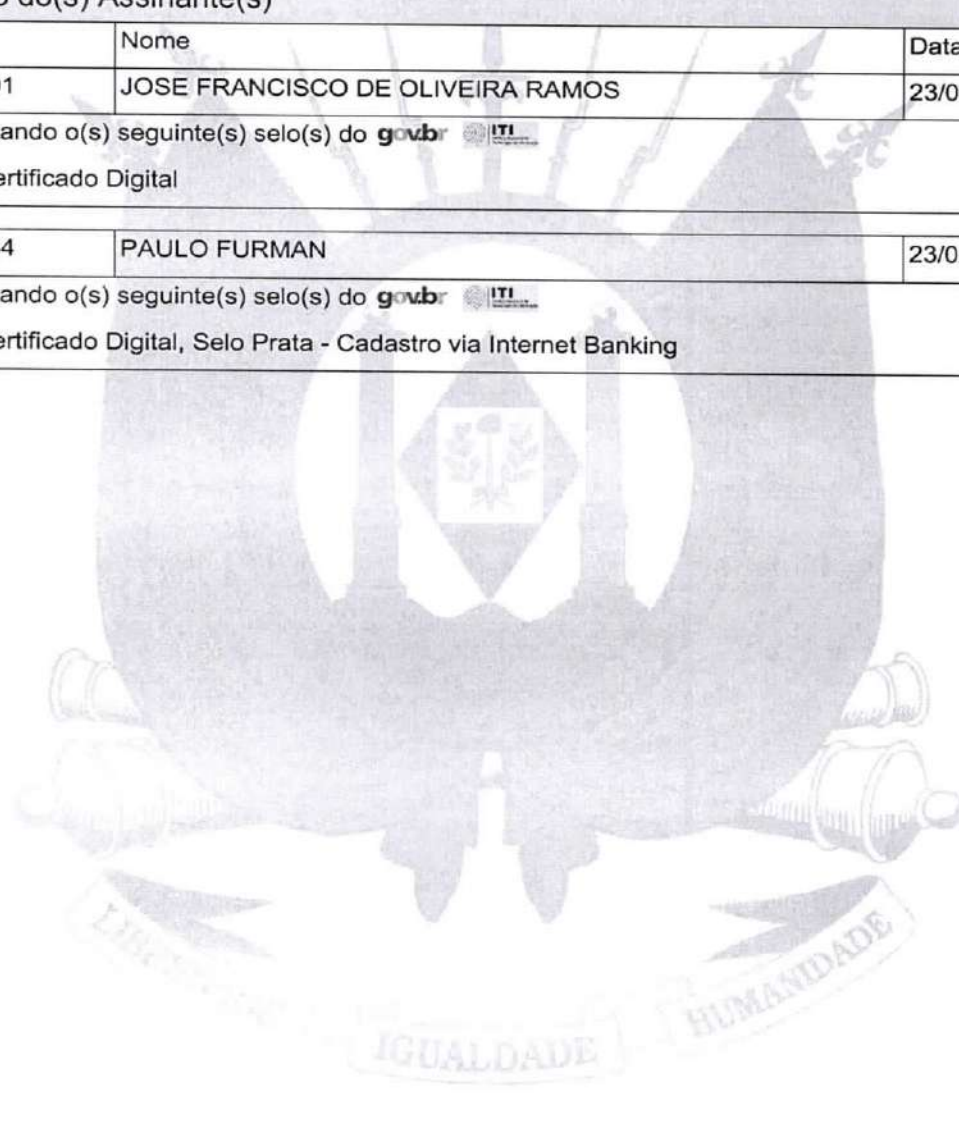 do(s) Assinante(s)
Nome Data
01 JOSE FRANCISCO DE OLIVEIRA RAMOS 23/0
ando o(s) seguinte(s) selo(s) do gov.br ITI
ertificado Digital
4 PAULO FURMAN 23/0
ando o(s) seguinte(s) selo(s) do gov.br ITI
ertificado Digital, Selo Prata - Cadastro via Internet Banking
IGUALDADE
HUMANIDADE